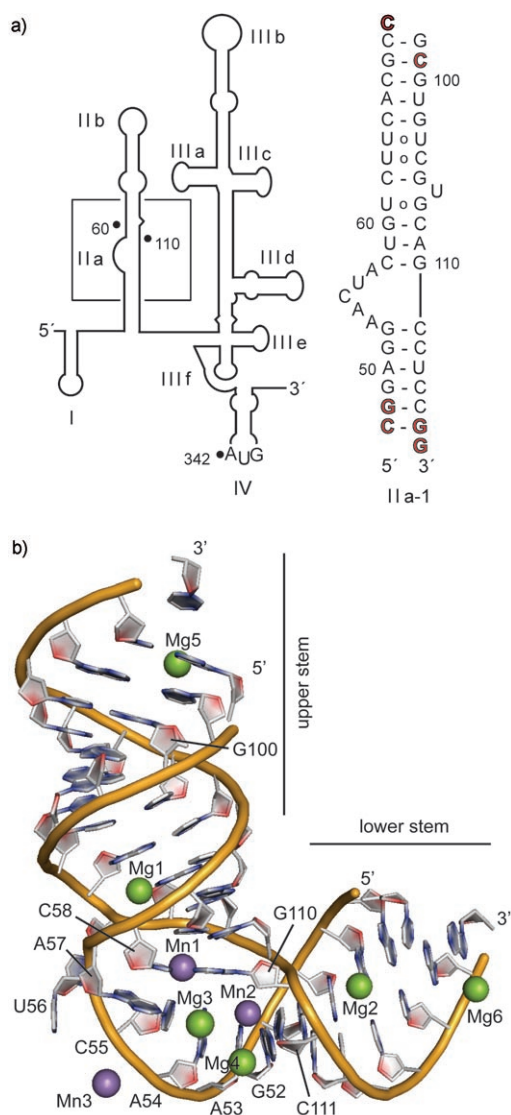 a)
IIIb
IIb
IIIa
IIIc
60
110
IIa
IIId
5´
IIIe
IIIf
3´
I
342
AUG
IV
C
C - G
G - C
C - G 100
A - U
C - G
U o U
U o C
C - G
U
U o G
60 G - C
U - A
C - G 110
A
U
C
A
A
G - C
G - C
50 A - U
G - C
G - C
C - G
G
5´ 3´
IIa-1
b)
3’
Mg5
5’
upper stem
G100
lower stem
Mg1
5’
3’
C58
G110
A57
Mn1
U56
Mg3
Mn2
Mg2
Mg6
C55
Mg4
G52
Mn3
A54
A53
C111